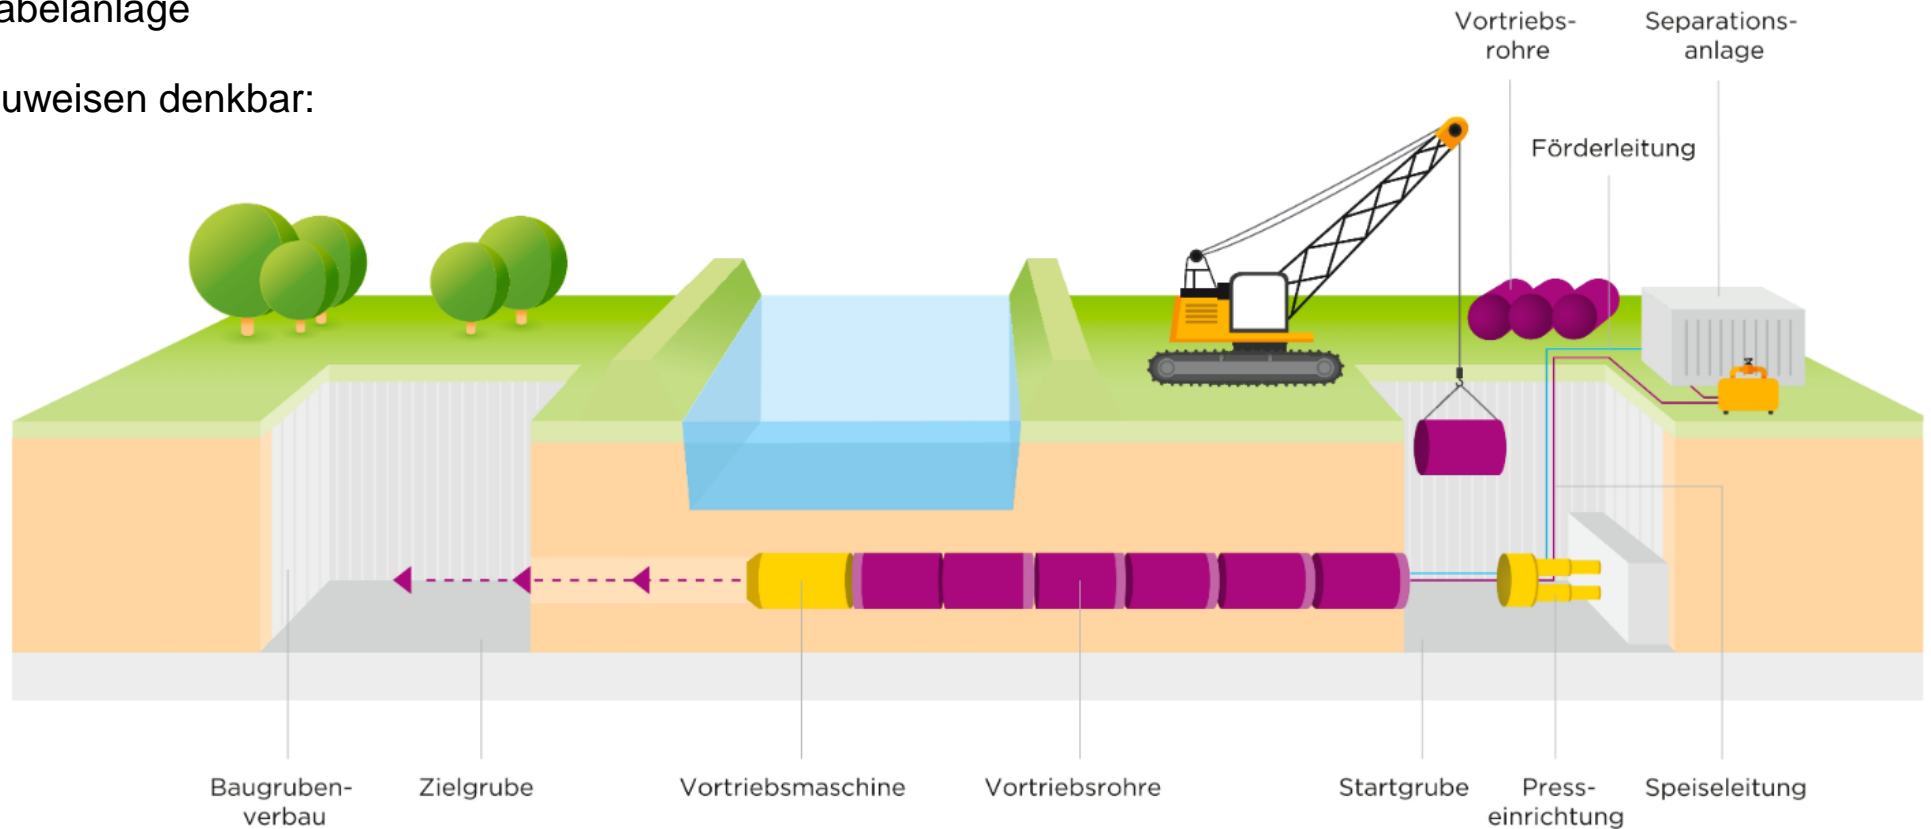 abelanlage
uweisen denkbar:
Vortriebs-
rohre
Separations-
anlage
Förderleitung
Baugruben-
verbau
Zielgrube
Vortriebsmaschine
Vortriebsrohre
Startgrube
Press-
einrichtung
Speiseleitung